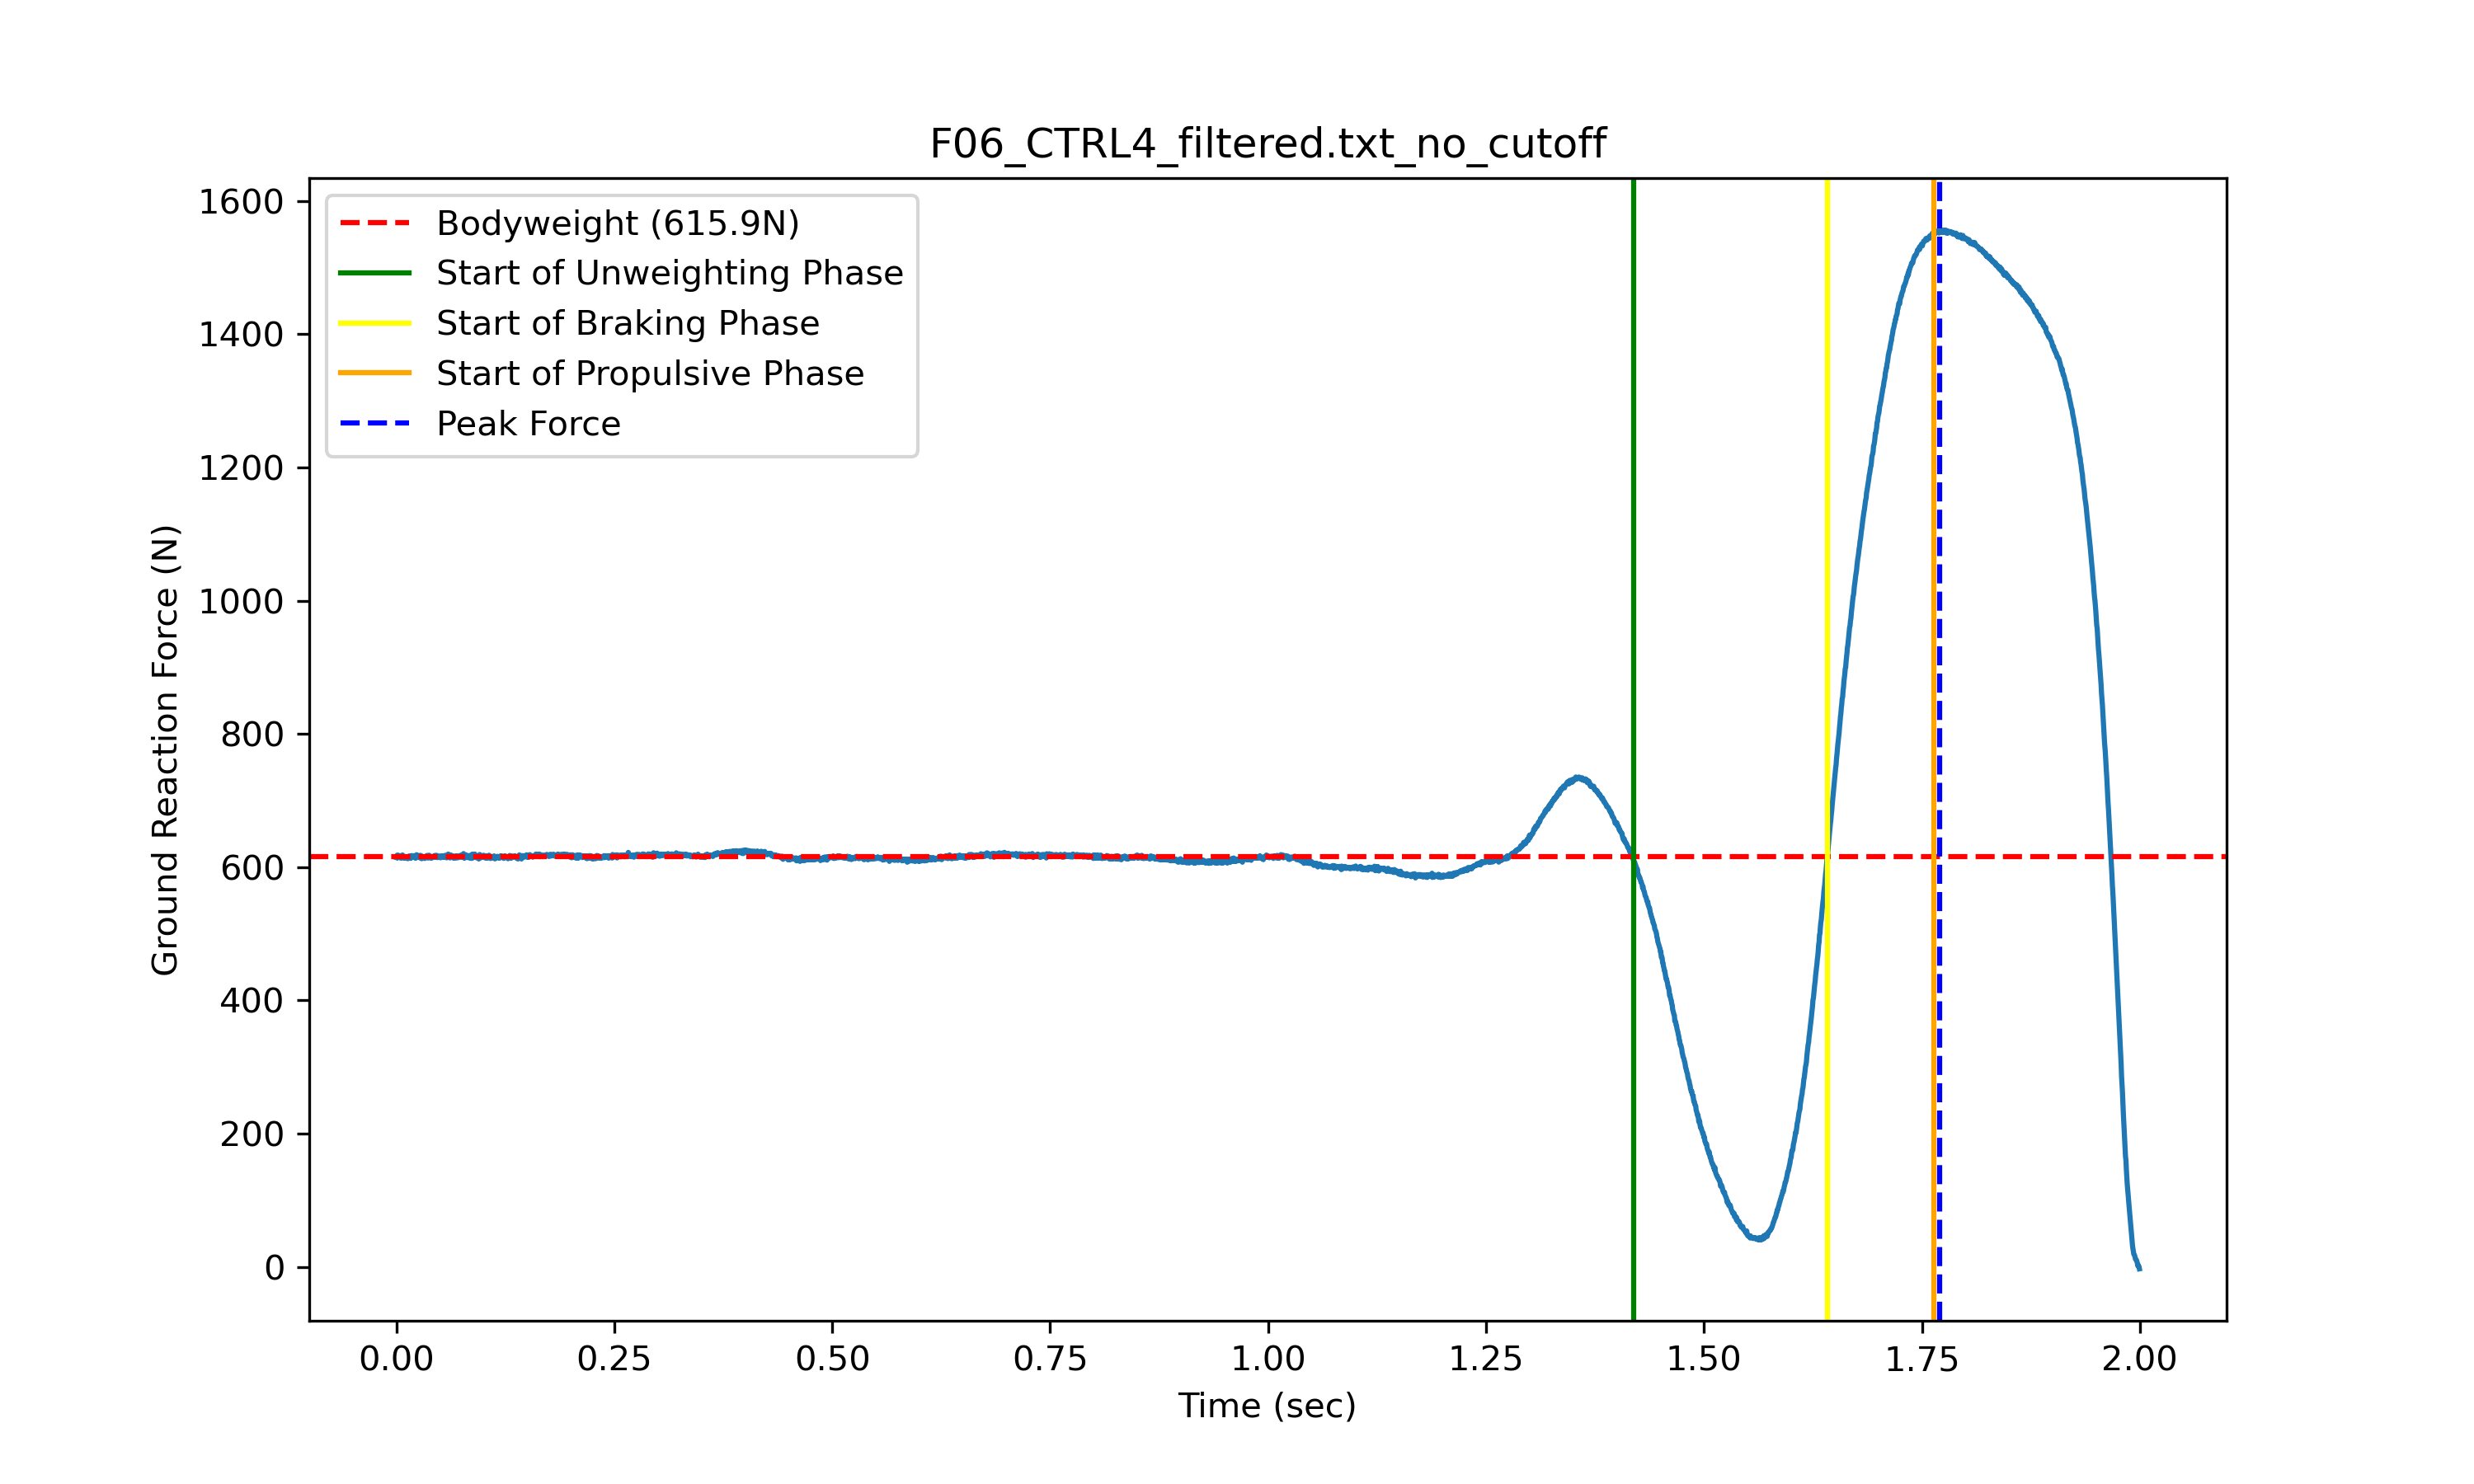 F06_CTRL4_filtered.txt_no_cutoff
1600
1400
1200
1000
800
600
400
200
0
Ground Reaction Force (N)
Bodyweight (615.9N)
Start of Unweighting Phase
Start of Braking Phase
Start of Propulsive Phase
Peak Force
0.00 0.25 0.50 0.75 1.00 1.25 1.50 1.75 2.00
Time (sec)